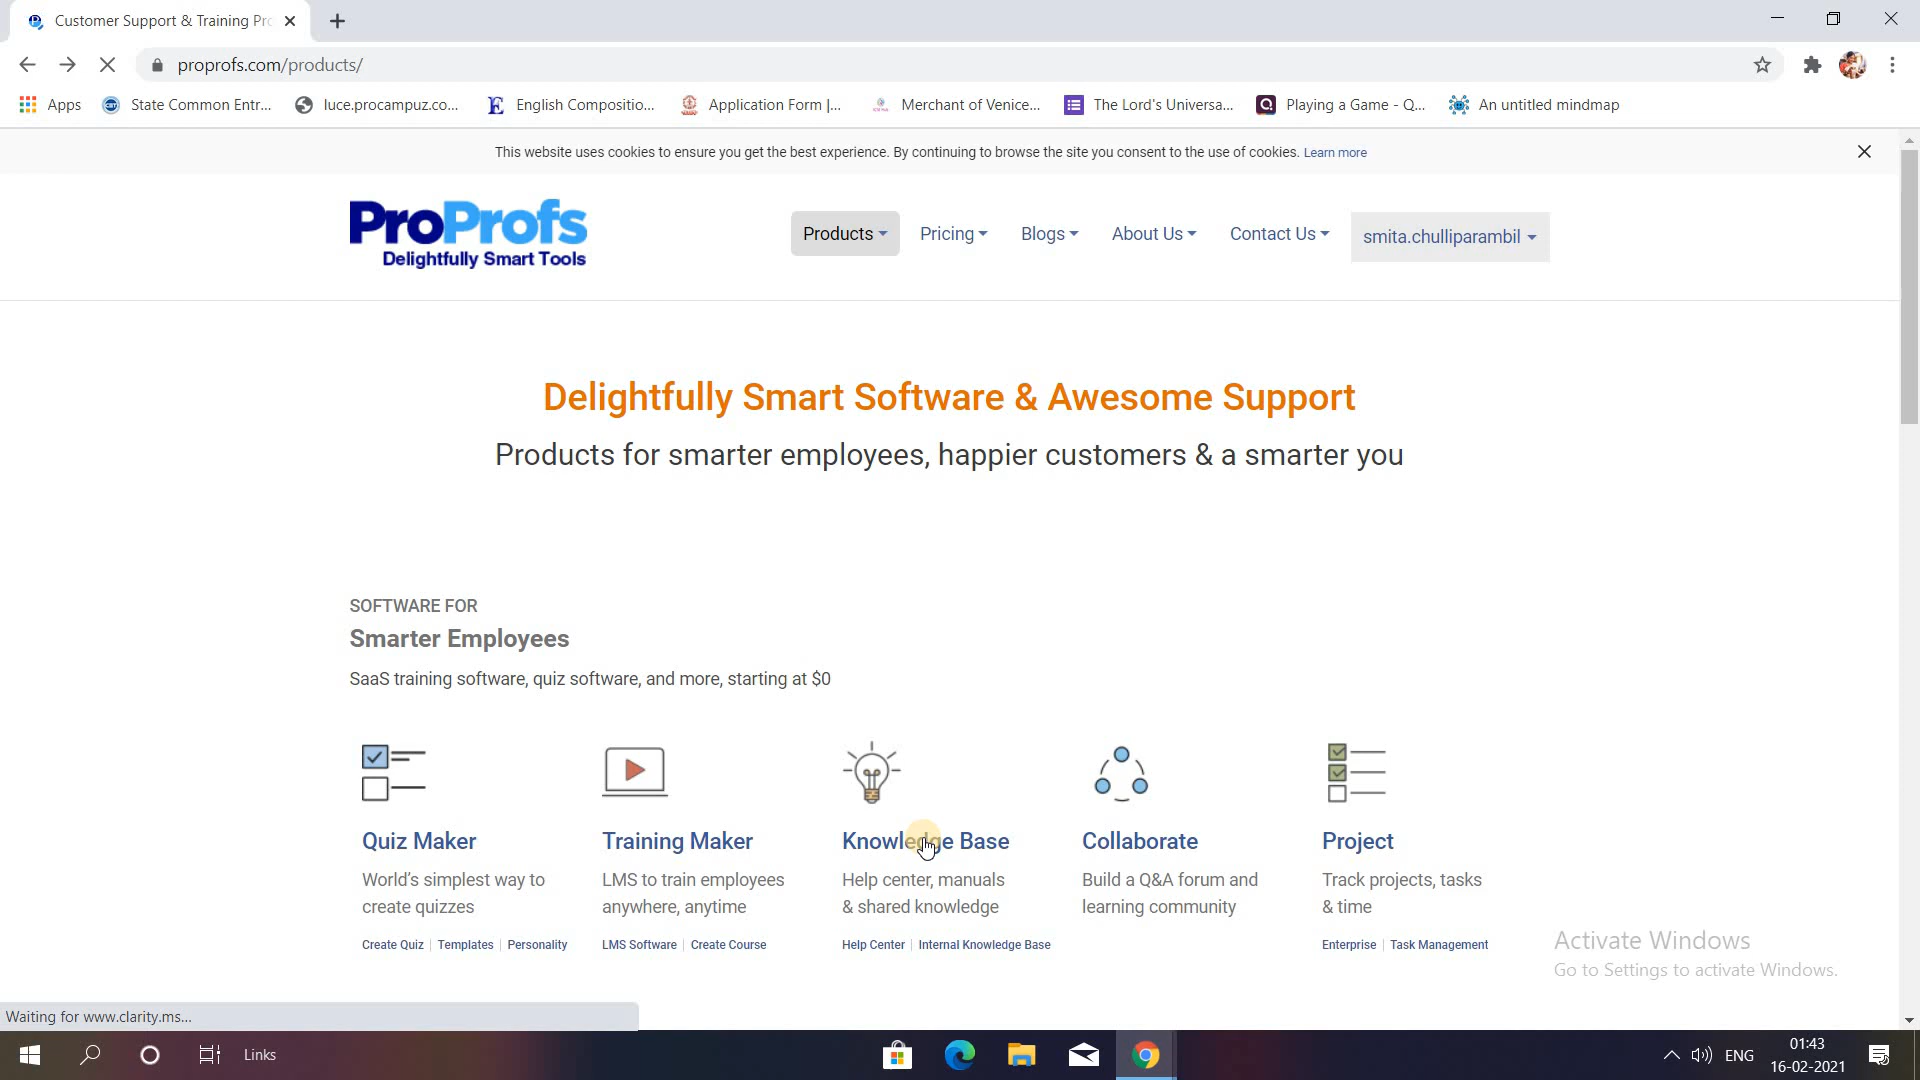 Customer Support & Training Pro
proprofs.com/products/
Apps State Common Entr... luce.procampuz.co... English Compositio... Application Form |... Merchant of Venice... The Lord's Universa... Playing a Game - Q... An untitled mindmap
This website uses cookies to ensure you get the best experience. By continuing to browse the site you consent to the use of cookies. Learn more
ProProfs
Delightfully Smart Tools
Products Pricing Blogs About Us Contact Us smita.chulliparambil
Delightfully Smart Software & Awesome Support
Products for smarter employees, happier customers & a smarter you
SOFTWARE FOR
Smarter Employees
SaaS training software, quiz software, and more, starting at $0
Quiz Maker
World's simplest way to
create quizzes
Create Quiz | Templates | Personality
Training Maker
LMS to train employees
anywhere, anytime
LMS Software | Create Course
Knowledge Base
Help center, manuals
& shared knowledge
Help Center | Internal Knowledge Base
Collaborate
Build a Q&A forum and
learning community
Project
Track projects, tasks
& time
Enterprise | Task Management
Activate Windows
Go to Settings to activate Windows.
Waiting for www.clarity.ms...
Links
ENG
01:43
16-02-2021